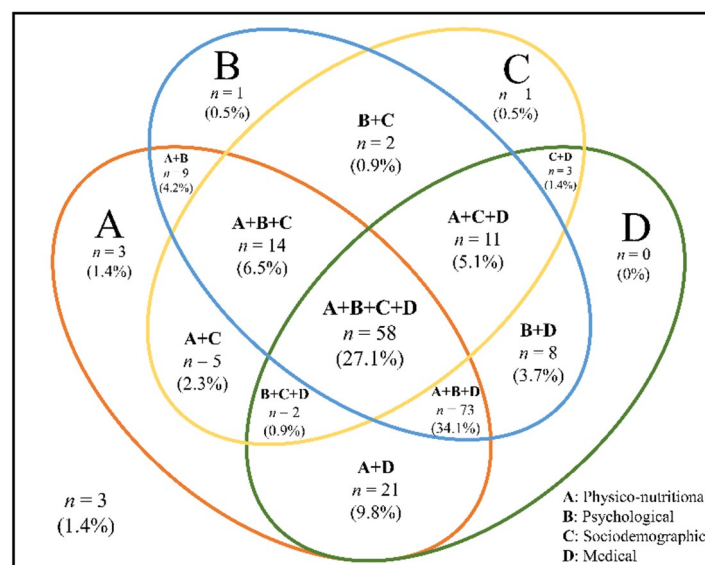 B
n = 1
(0.5%)
C
n – 1
(0.5%)
B+C
n = 2
(0.9%)
A+B
n – 9
(4.2%)
C+D
n = 3
(1.4%)
A
n = 3
(1.4%)
A+B+C
n = 14
(6.5%)
A+C+D
n = 11
(5.1%)
D
n = 0
(0%)
A+B+C+D
n = 58
(27.1%)
A+C
n – 5
(2.3%)
B+D
n = 8
(3.7%)
B+C+D
n – 2
(0.9%)
A+B+D
n – 73
(34.1%)
A+D
n = 21
(9.8%)
n = 3
(1.4%)
A: Physico-nutritiona
B: Psychological
C: Sociodemographic
D: Medical